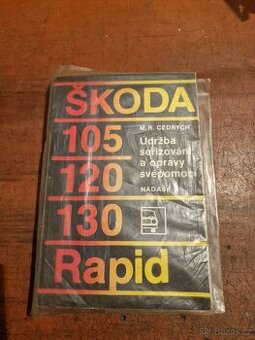 ŠKODA
M.R. CEDRYCH
105
Údržba
seřizování
a opravy
svépomocí
120
NADAS
130
Rapid